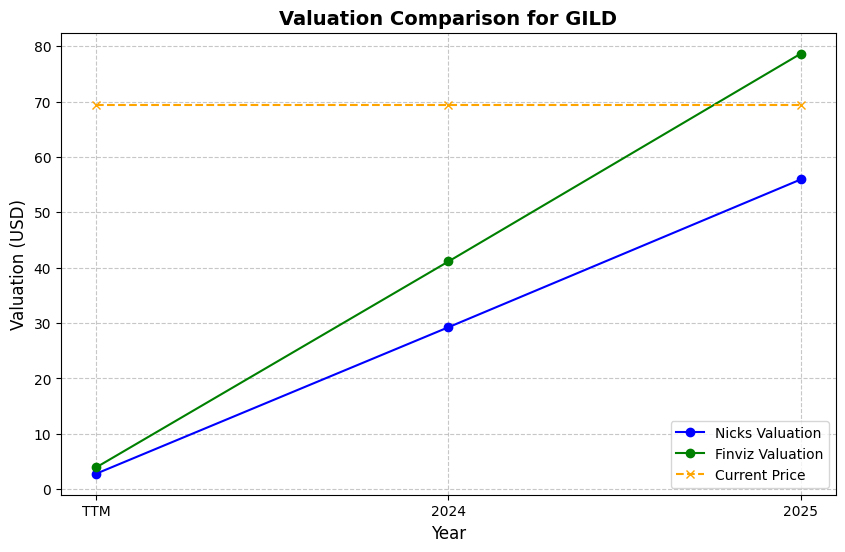 Valuation Comparison for GILD
Valuation (USD)
80
70
60
50
40
30
20
10
0
TTM
2024
2025
Year
Nicks Valuation
Finviz Valuation
Current Price